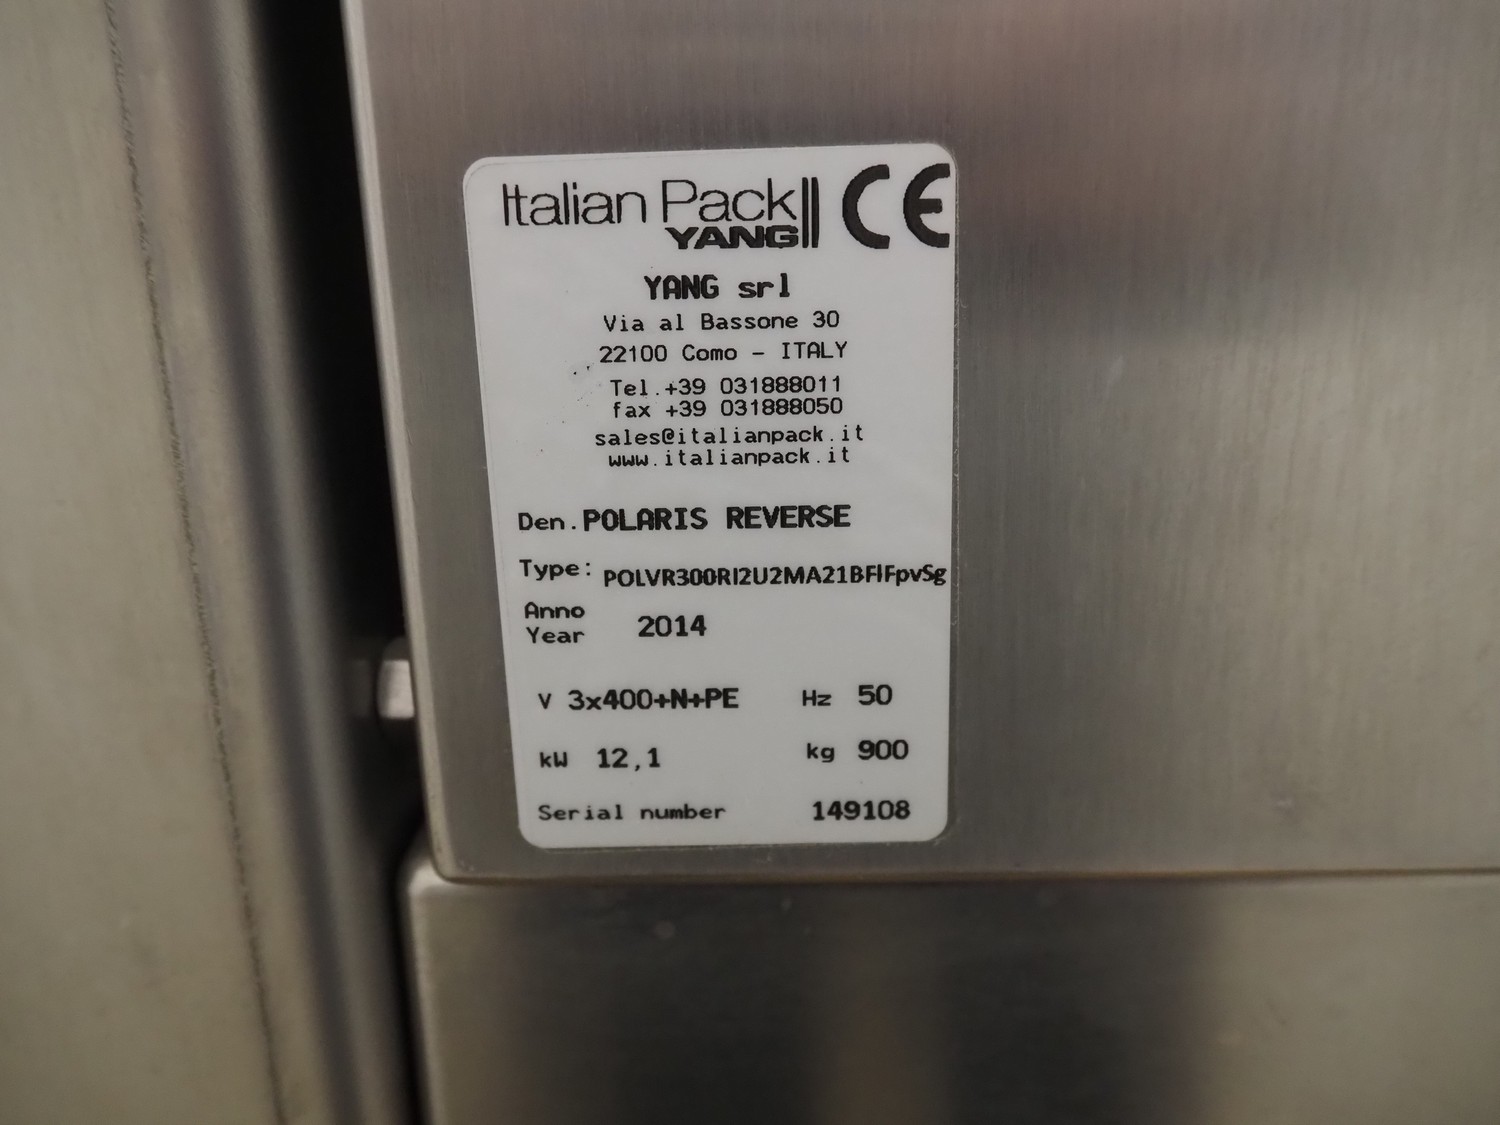 Italian Pack
YANG
CE
YANG srl
Via al Bassone 30
22100 Como - ITALY
Tel.+39 031888011
fax +39 031888050
sales@italianpack.it
www.italianpack.it
Den. POLARIS REVERSE
Type: POLVR300RI2U2MA21BFIFpvSg
Anno
Year 2014
V 3x400+N+PE Hz 50
kW 12,1 kg 900
Serial number 149108